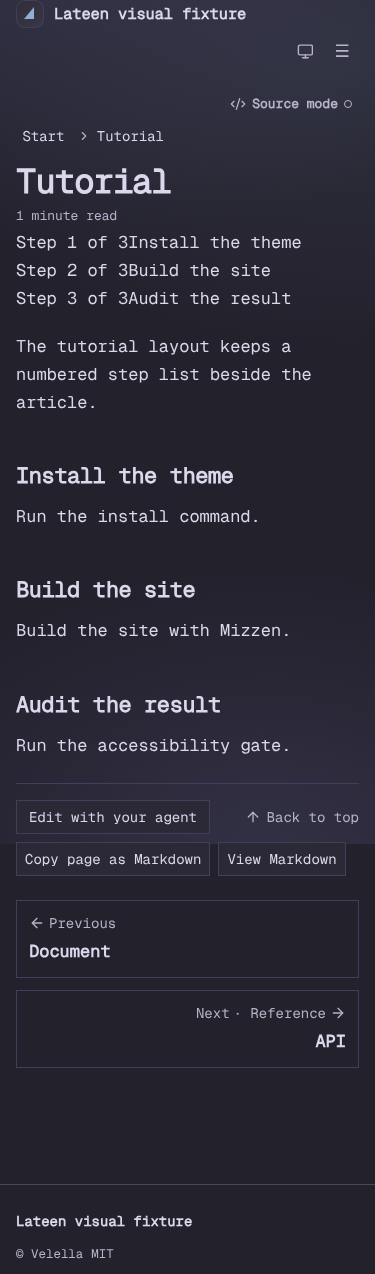 Lateen visual fixture
Source mode
Start > Tutorial
Tutorial
1 minute read
Step 1 of 3Install the theme
Step 2 of 3Build the site
Step 3 of 3Audit the result
The tutorial layout keeps a
numbered step list beside the
article.
Install the theme
Run the install command.
Build the site
Build the site with Mizzen.
Audit the result
Run the accessibility gate.
Edit with your agent
↑ Back to top
Copy page as Markdown
View Markdown
← Previous
Document
Next · Reference →
API
Lateen visual fixture
© Velella MIT